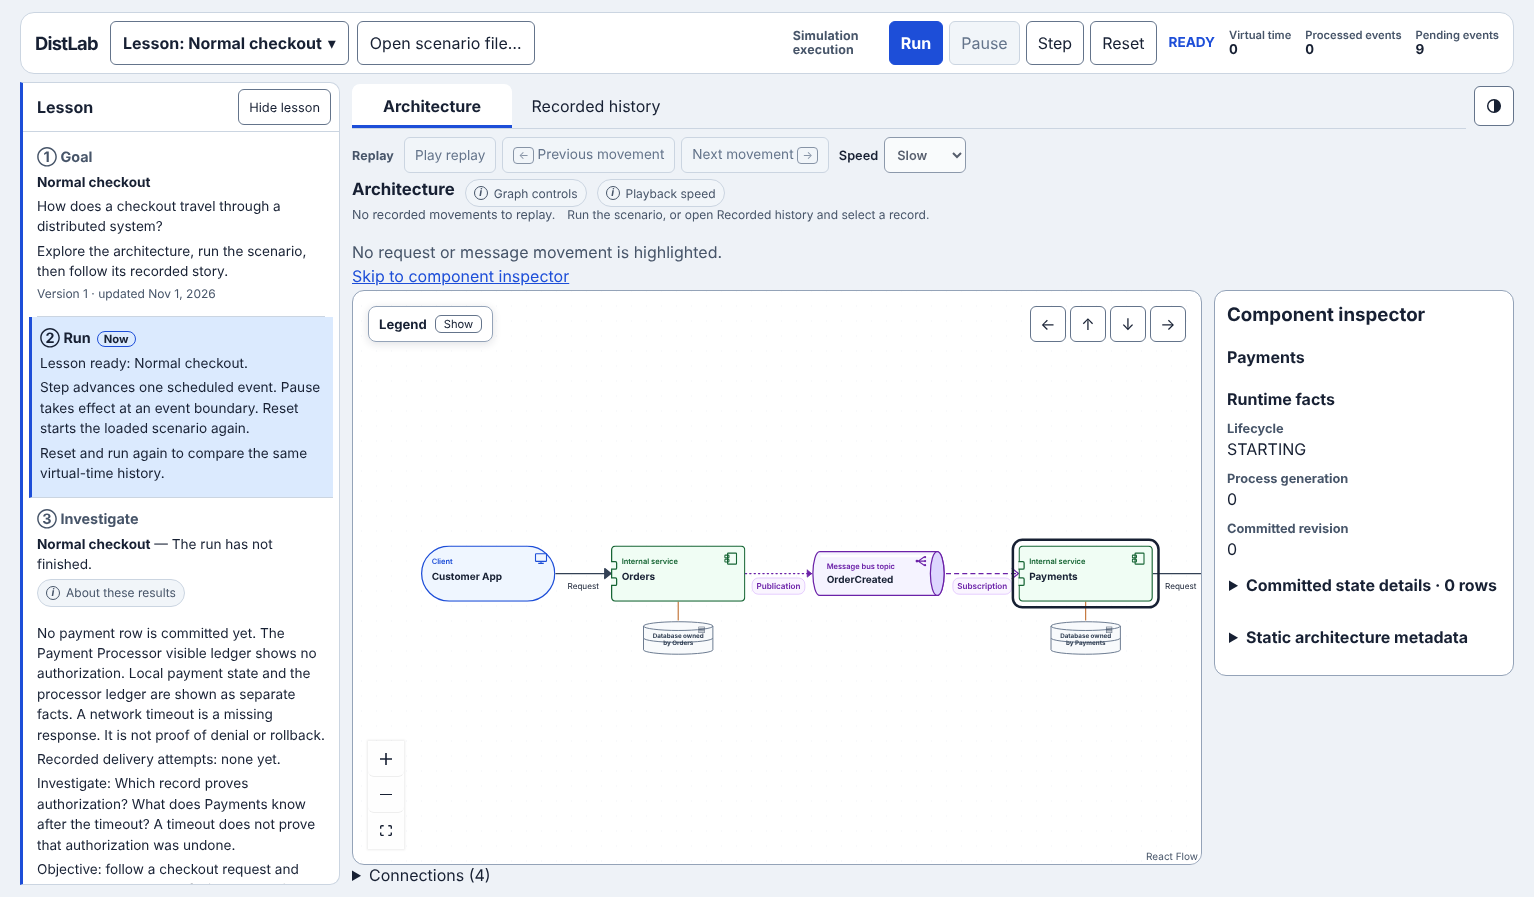 DistLab
Lesson: Normal checkout ▾
Open scenario file...
Simulation
execution
Run
Pause
Step
Reset
READY
Virtual time
0
Processed events
0
Pending events
9
Lesson
Hide lesson
1 Goal
Normal checkout
How does a checkout travel through a
distributed system?
Explore the architecture, run the scenario,
then follow its recorded story.
Version 1 · updated Nov 1, 2026
2 Run Now
Lesson ready: Normal checkout.
Step advances one scheduled event. Pause
takes effect at an event boundary. Reset
starts the loaded scenario again.
Reset and run again to compare the same
virtual-time history.
3 Investigate
Normal checkout — The run has not
finished.
i About these results
No payment row is committed yet. The
Payment Processor visible ledger shows no
authorization. Local payment state and the
processor ledger are shown as separate
facts. A network timeout is a missing
response. It is not proof of denial or rollback.
Recorded delivery attempts: none yet.
Investigate: Which record proves
authorization? What does Payments know
after the timeout? A timeout does not prove
that authorization was undone.
Objective: follow a checkout request and
Architecture
Recorded history
Replay
Play replay
← Previous movement
Next movement →
Speed
Slow
Architecture
i Graph controls
i Playback speed
No recorded movements to replay. Run the scenario, or open Recorded history and select a record.
No request or message movement is highlighted.
Skip to component inspector
Legend Show
← ↑ ↓ →
Client
Customer App
Request
Internal service
Orders
Database owned
by Orders
Publication
Message bus topic
OrderCreated
Subscription
Internal service
Payments
Database owned
by Payments
Request
+
−
React Flow
Connections (4)
Component inspector
Payments
Runtime facts
Lifecycle
STARTING
Process generation
0
Committed revision
0
▶ Committed state details · 0 rows
▶ Static architecture metadata